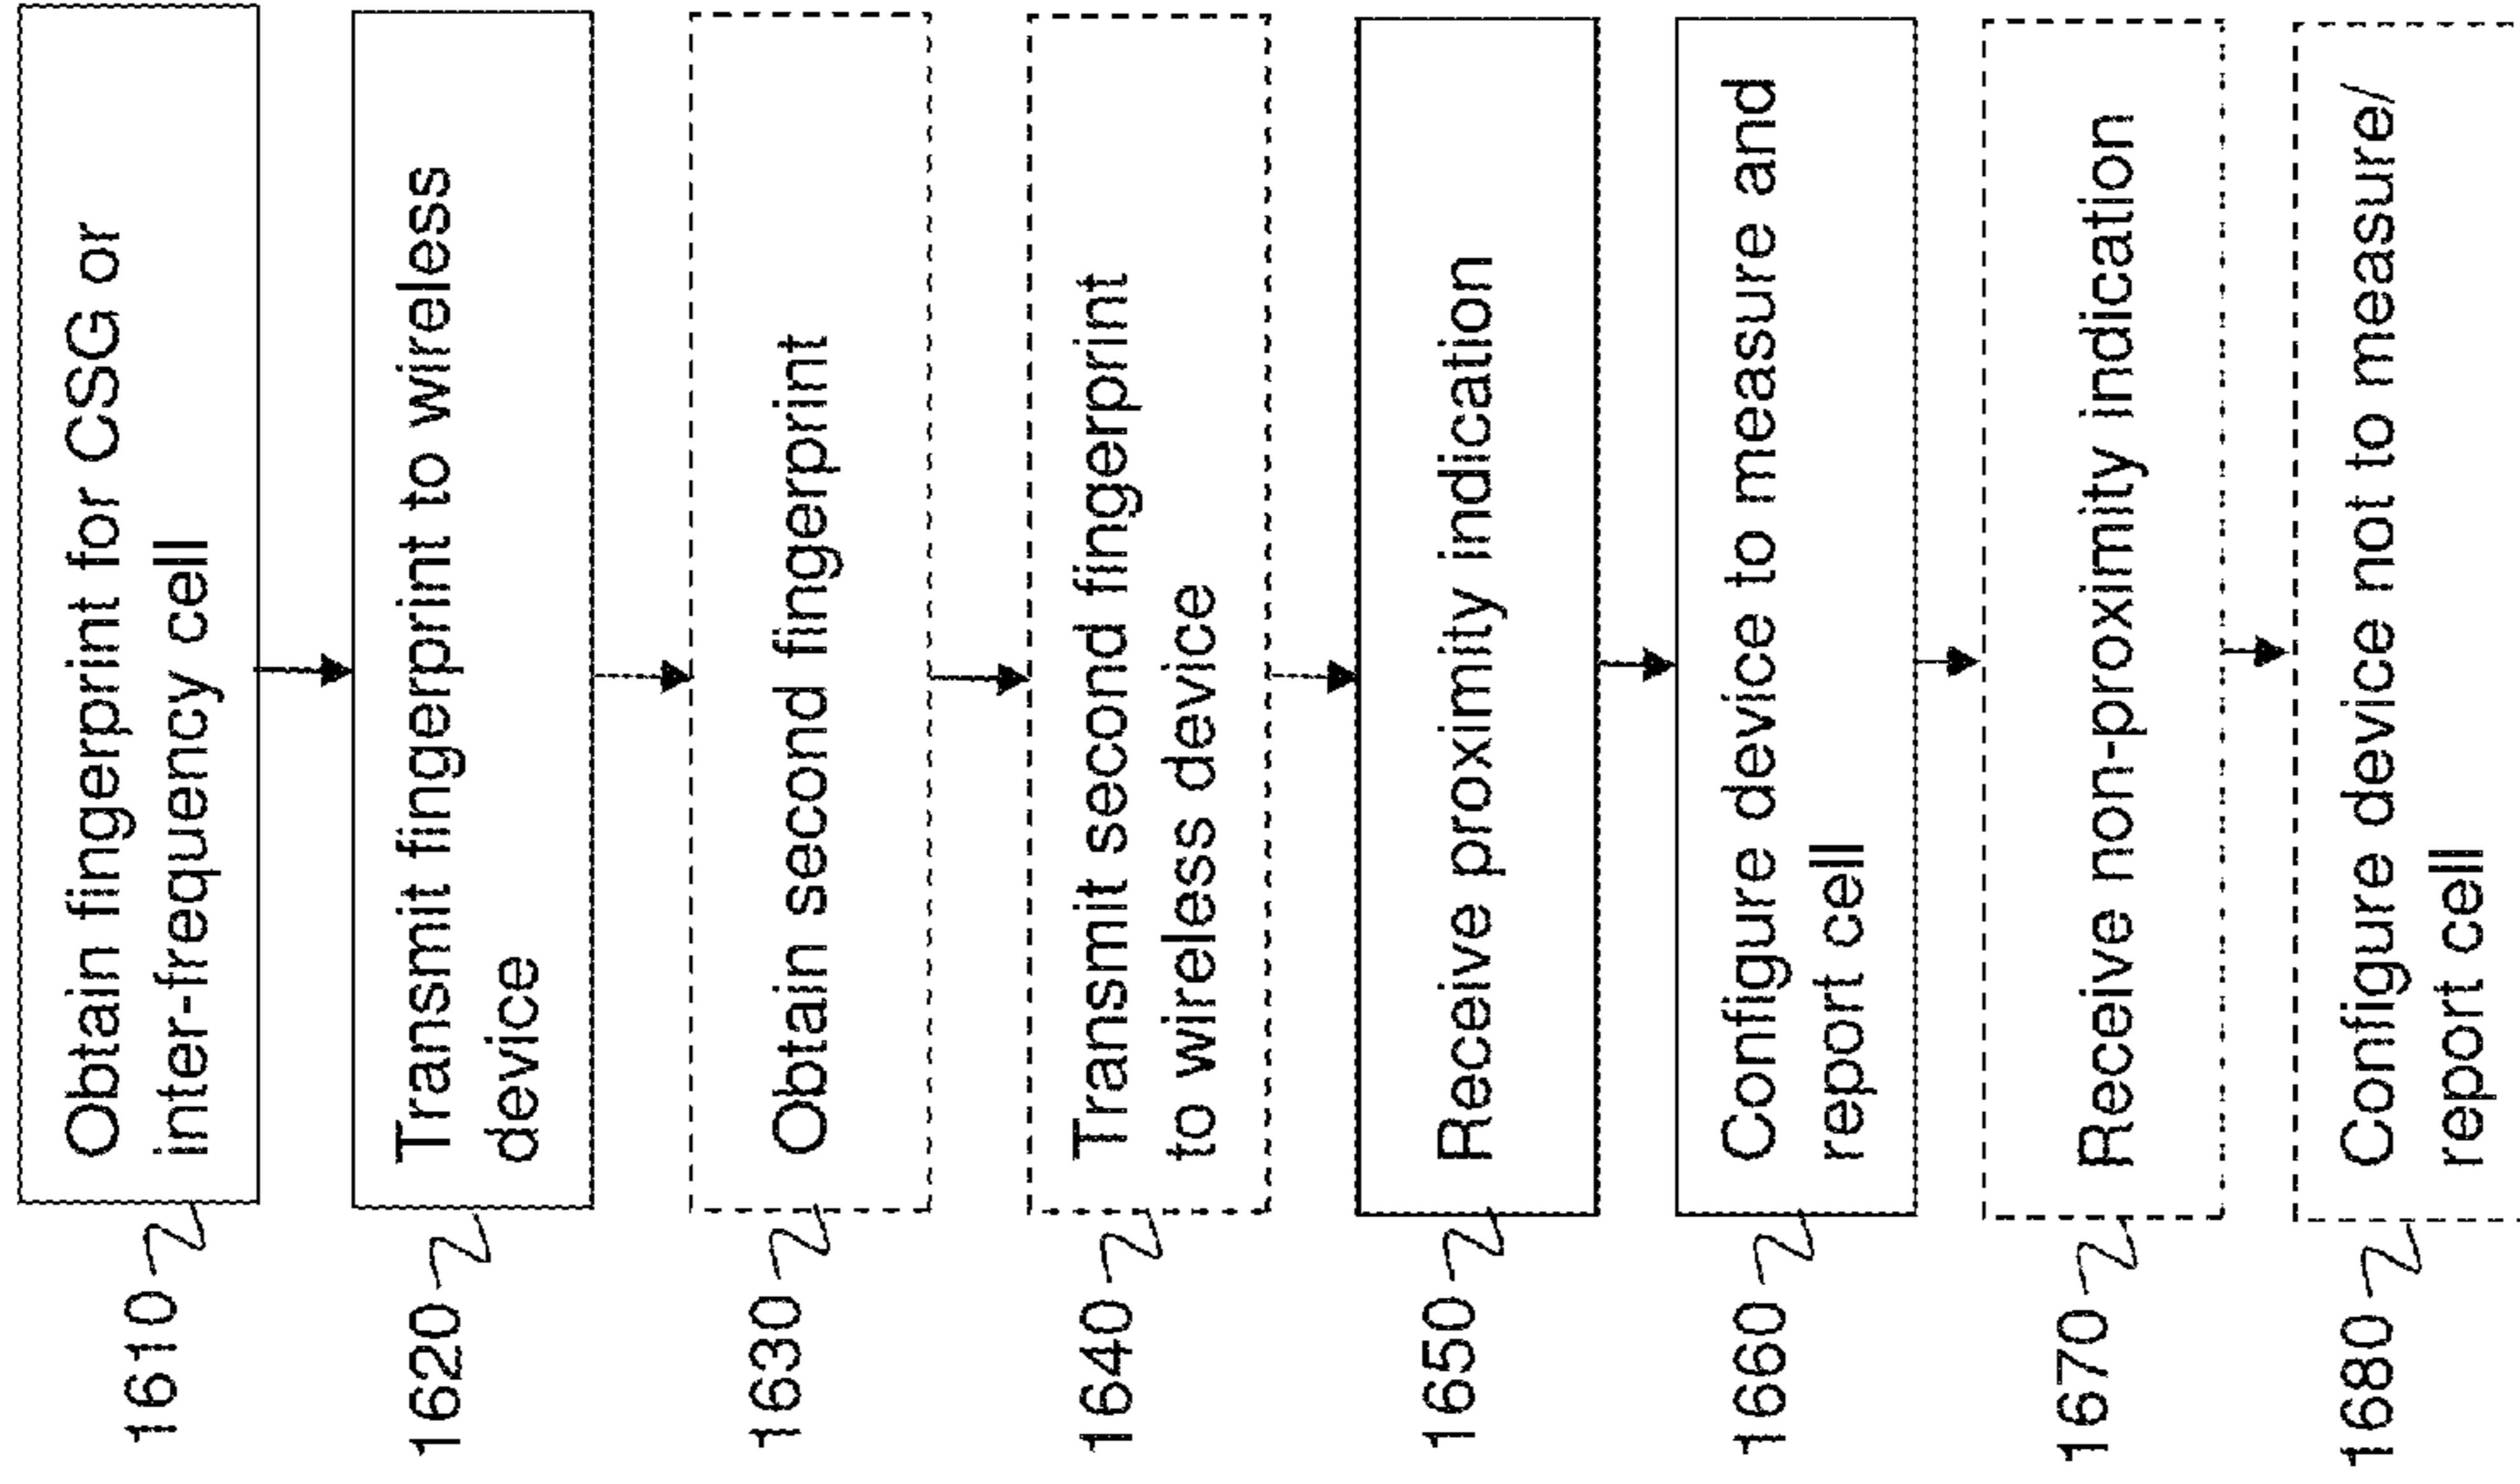 1610
Obtain fingerprint for CSG or
inter-frequency cell
1620
Transmit fingerprint to wireless
device
1630
Obtain second fingerprint
1640
Transmit second fingerprint
to wireless device
1650
Receive proximity indication
1660
Configure device to measure and
report cell
1670
Receive non-proximity indication
1680
Configure device not to measure/
report cell